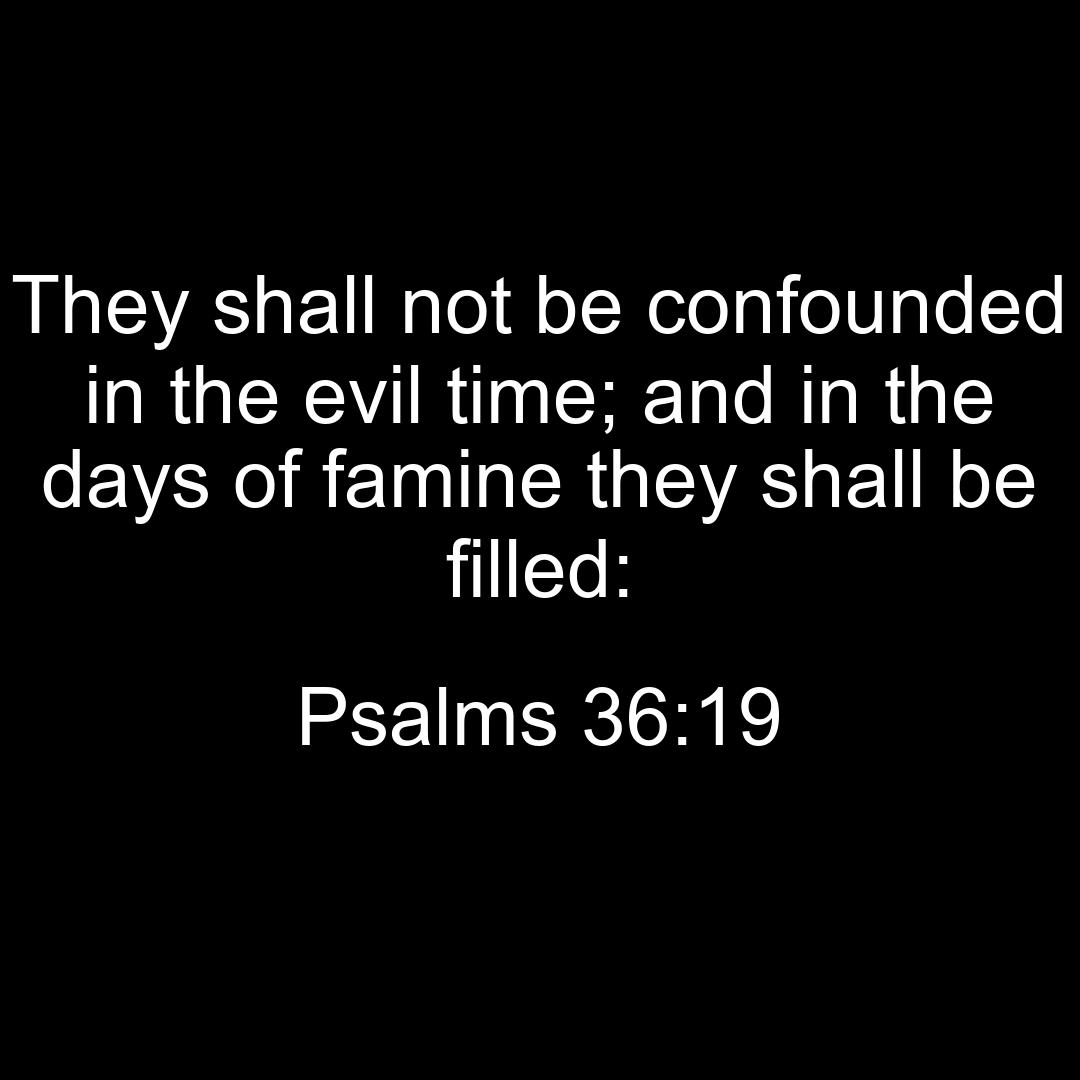 They shall not be confounded
in the evil time; and in the
days of famine they shall be
filled:
Psalms 36:19